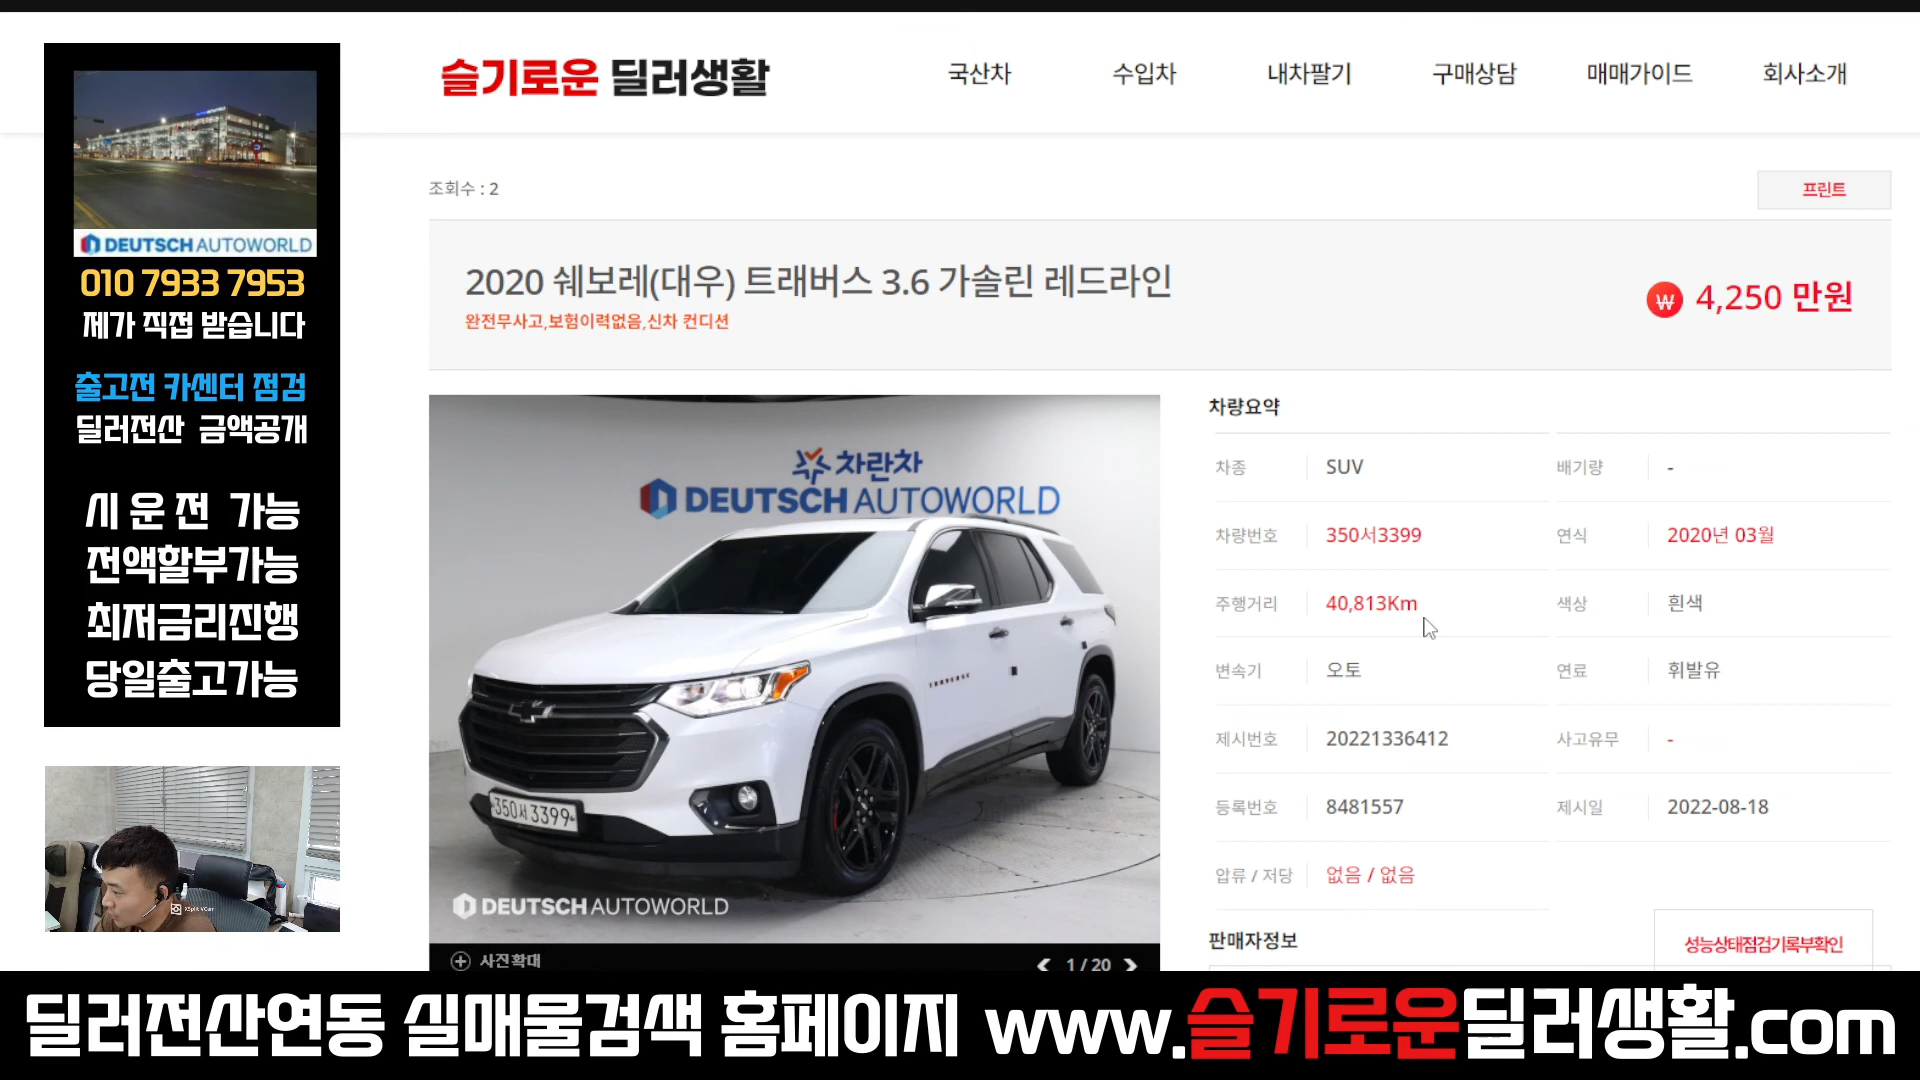 DEUTSCH AUTOWORLD
010 7933 7953
제가 직접 받습니다
출고전 카센터 점검
딜러전산 금액공개
시운전 가능
전액할부가능
최저금리진행
당일출고가능
XSplit VCam
슬기로운 딜러생활
국산차 수입차 내차팔기 구매상담 매매가이드 회사소개
조회수 : 2
프린트
2020 쉐보레(대우) 트래버스 3.6 가솔린 레드라인
완전무사고,보험이력없음,신차 컨디션
₩ 4,250 만원
차란차
DEUTSCH AUTOWORLD
TRAVERSE
350서3399
DEUTSCH AUTOWORLD
사진확대
1 / 20
차량요약
차종 SUV 배기량 -
차량번호 350서3399 연식 2020년 03월
주행거리 40,813Km 색상 흰색
변속기 오토 연료 휘발유
제시번호 20221336412 사고유무 -
등록번호 8481557 제시일 2022-08-18
압류 / 저당 없음 / 없음
판매자정보
성능상태점검기록부확인
딜러전산연동 실매물검색 홈페이지 www.슬기로운딜러생활.com